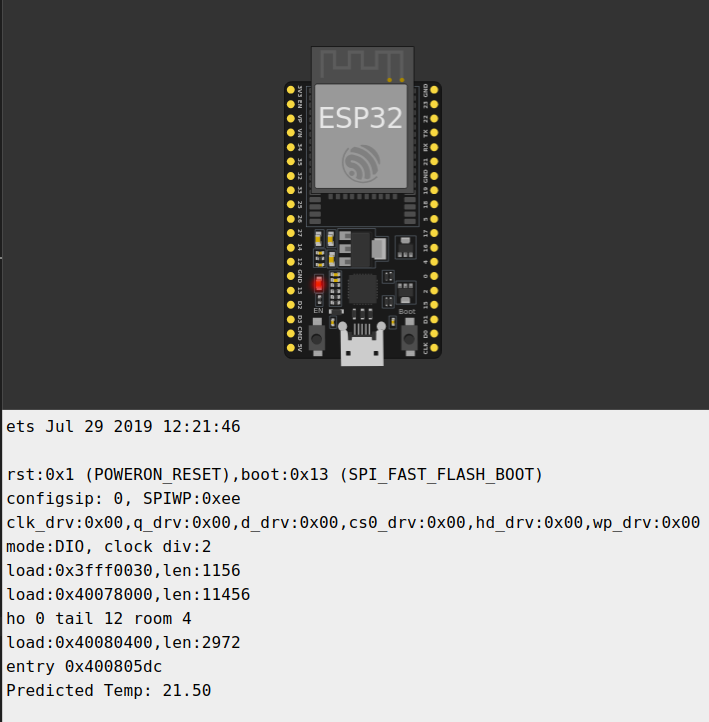 ESP32
3V3
EN
VP
VN
34
35
32
33
25
26
27
14
12
GND
13
D2
D3
CMD
5V
GND
23
22
TX
RX
21
GND
19
18
5
17
16
4
0
2
15
D1
D0
CLK
EN
Boot
ets Jul 29 2019 12:21:46
rst:0x1 (POWERON_RESET),boot:0x13 (SPI_FAST_FLASH_BOOT)
configsip: 0, SPIWP:0xee
clk_drv:0x00,q_drv:0x00,d_drv:0x00,cs0_drv:0x00,hd_drv:0x00,wp_drv:0x00
mode:DIO, clock div:2
load:0x3fff0030,len:1156
load:0x40078000,len:11456
ho 0 tail 12 room 4
load:0x40080400,len:2972
entry 0x400805dc
Predicted Temp: 21.50